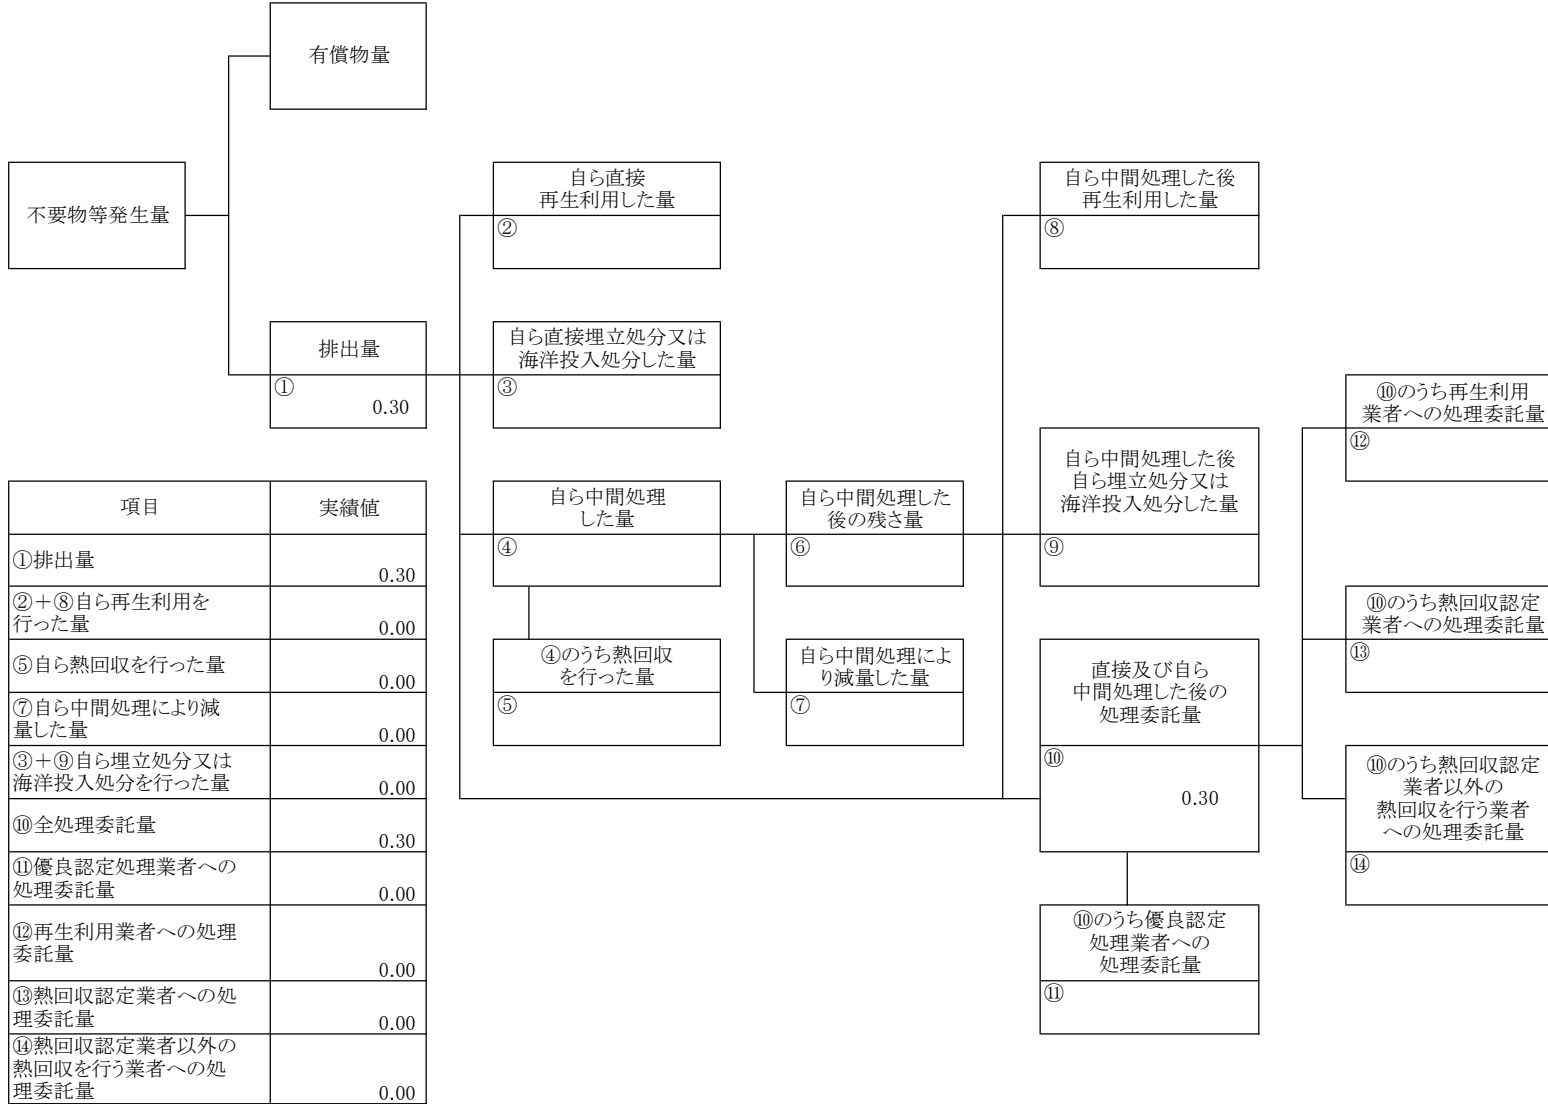 有償物量
不要物等発生量
自ら直接
再生利用した量
②
自ら中間処理した後
再生利用した量
⑧
排出量
①
0.30
自ら直接埋立処分又は
海洋投入処分した量
③
⑩のうち再生利用
業者への処理委託量
⑫
自ら中間処理した後
自ら埋立処分又は
海洋投入処分した量
⑨
自ら中間処理
した量
④
自ら中間処理した
後の残さ量
⑥
④のうち熱回収
を行った量
⑤
自ら中間処理によ
り減量した量
⑦
直接及び自ら
中間処理した後の
処理委託量
⑩
0.30
⑩のうち熱回収認定
業者への処理委託量
⑬
⑩のうち熱回収認定
業者以外の
熱回収を行う業者
への処理委託量
⑭
⑩のうち優良認定
処理業者への
処理委託量
⑪
項目 実績値
①排出量
0.30
②＋⑧自ら再生利用を
行った量
0.00
⑤自ら熱回収を行った量
0.00
⑦自ら中間処理により減
量した量
0.00
③＋⑨自ら埋立処分又は
海洋投入処分を行った量
0.00
⑩全処理委託量
0.30
⑪優良認定処理業者への
処理委託量
0.00
⑫再生利用業者への処理
委託量
0.00
⑬熱回収認定業者への処
理委託量
0.00
⑭熱回収認定業者以外の
熱回収を行う業者への処
理委託量
0.00